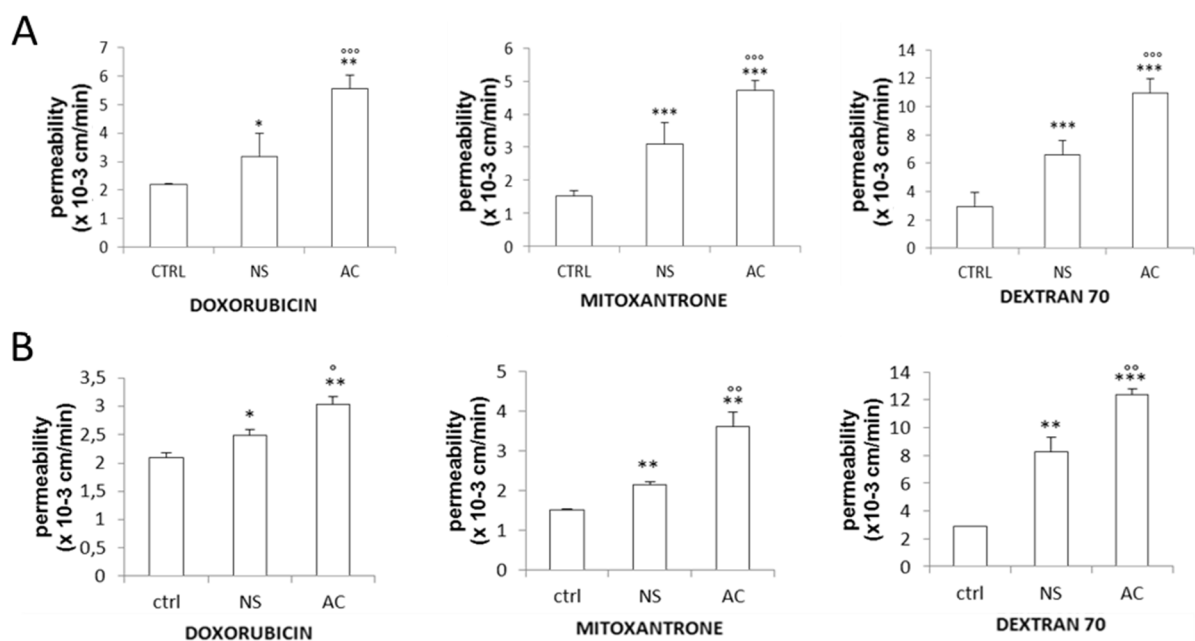 A
permeability
(x 10-3 cm/min)
7
6
5
4
3
2
1
0
°°°
**
*
CTRL NS AC
DOXORUBICIN
permeability
(x 10-3 cm/min)
6
5
4
3
2
1
0
°°°
***
***
CTRL NS AC
MITOXANTRONE
permeability
(x 10-3 cm/min)
14
12
10
8
6
4
2
0
°°°
***
***
CTRL NS AC
DEXTRAN 70
B
permeability
(x 10-3 cm/min)
3,5
3
2,5
2
1,5
1
0,5
0
°
**
*
ctrl NS AC
DOXORUBICIN
permeability
(x 10-3 cm/min)
5
4
3
2
1
0
°°
**
**
ctrl NS AC
MITOXANTRONE
permeability
(x10-3 cm/min)
14
12
10
8
6
4
2
0
°°
***
**
ctrl NS AC
DEXTRAN 70